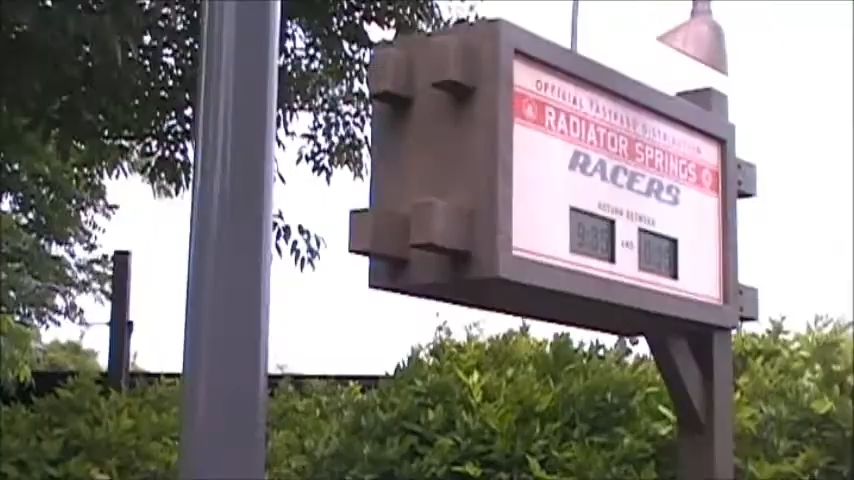 OFFICIAL FASTPASS DISTRIBUTION
RADIATOR SPRINGS
RACERS
RETURN BETWEEN
AND